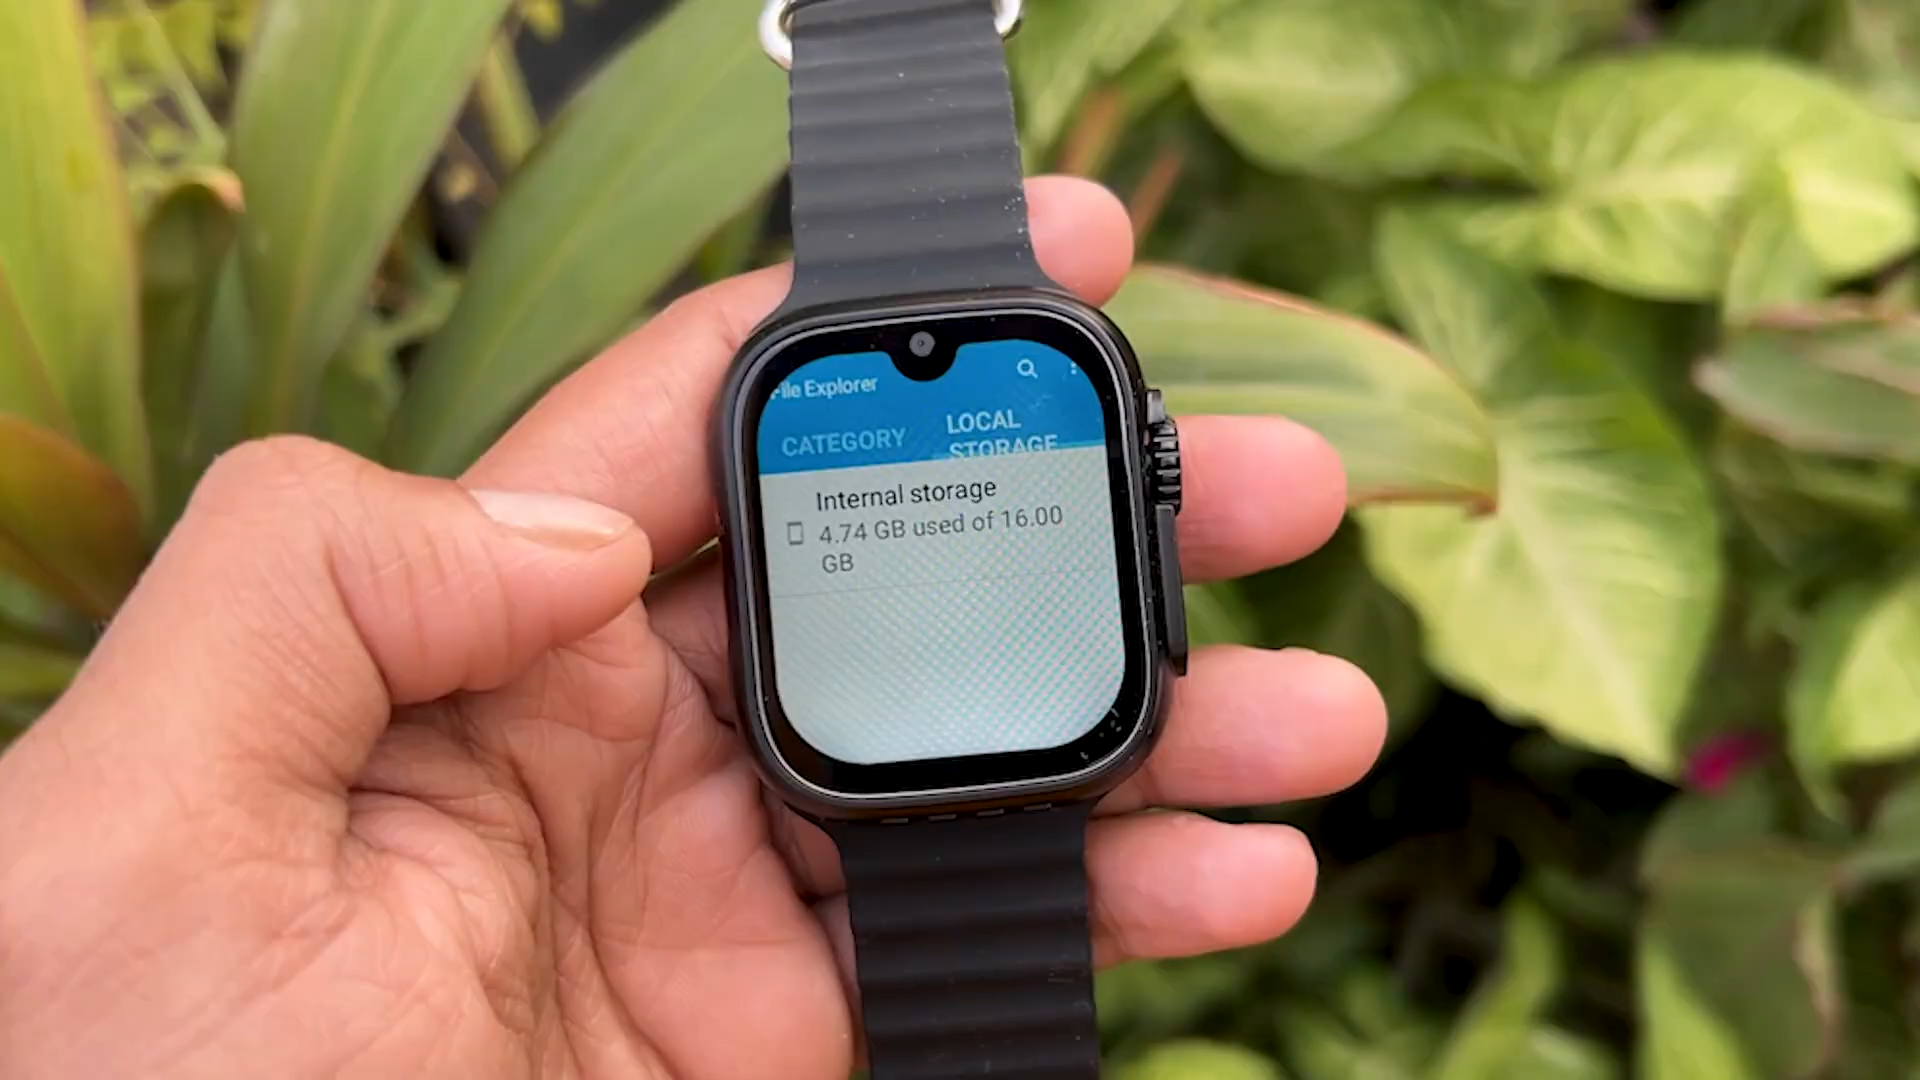 File Explorer
CATEGORY
LOCAL
STORAGE
Internal storage
4.74 GB used of 16.00
GB